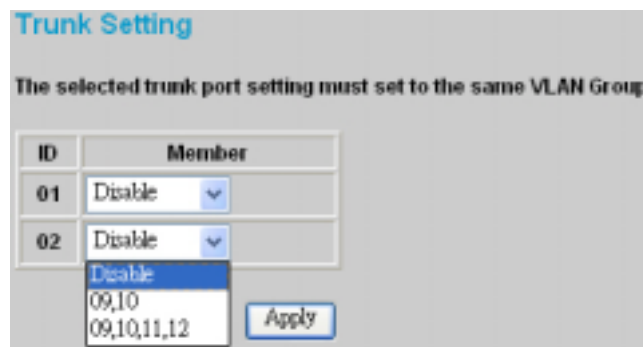 Trunk Setting
The selected trunk port setting must set to the same VLAN Group
ID Member
01 Disable
02 Disable
Disable
09,10
09,10,11,12
Apply